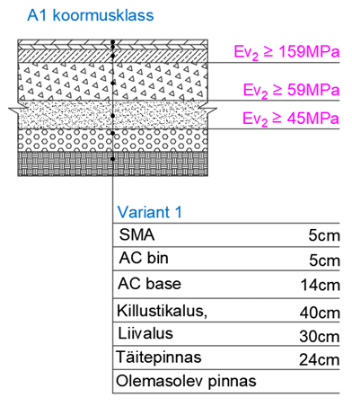 A1 koormusklass
Ev₂ ≥ 159MPa
Ev₂ ≥ 59MPa
Ev₂ ≥ 45MPa
Variant 1
SMA 5cm
AC bin 5cm
AC base 14cm
Killustikalus, 40cm
Liivalus 30cm
Täitepinnas 24cm
Olemasolev pinnas